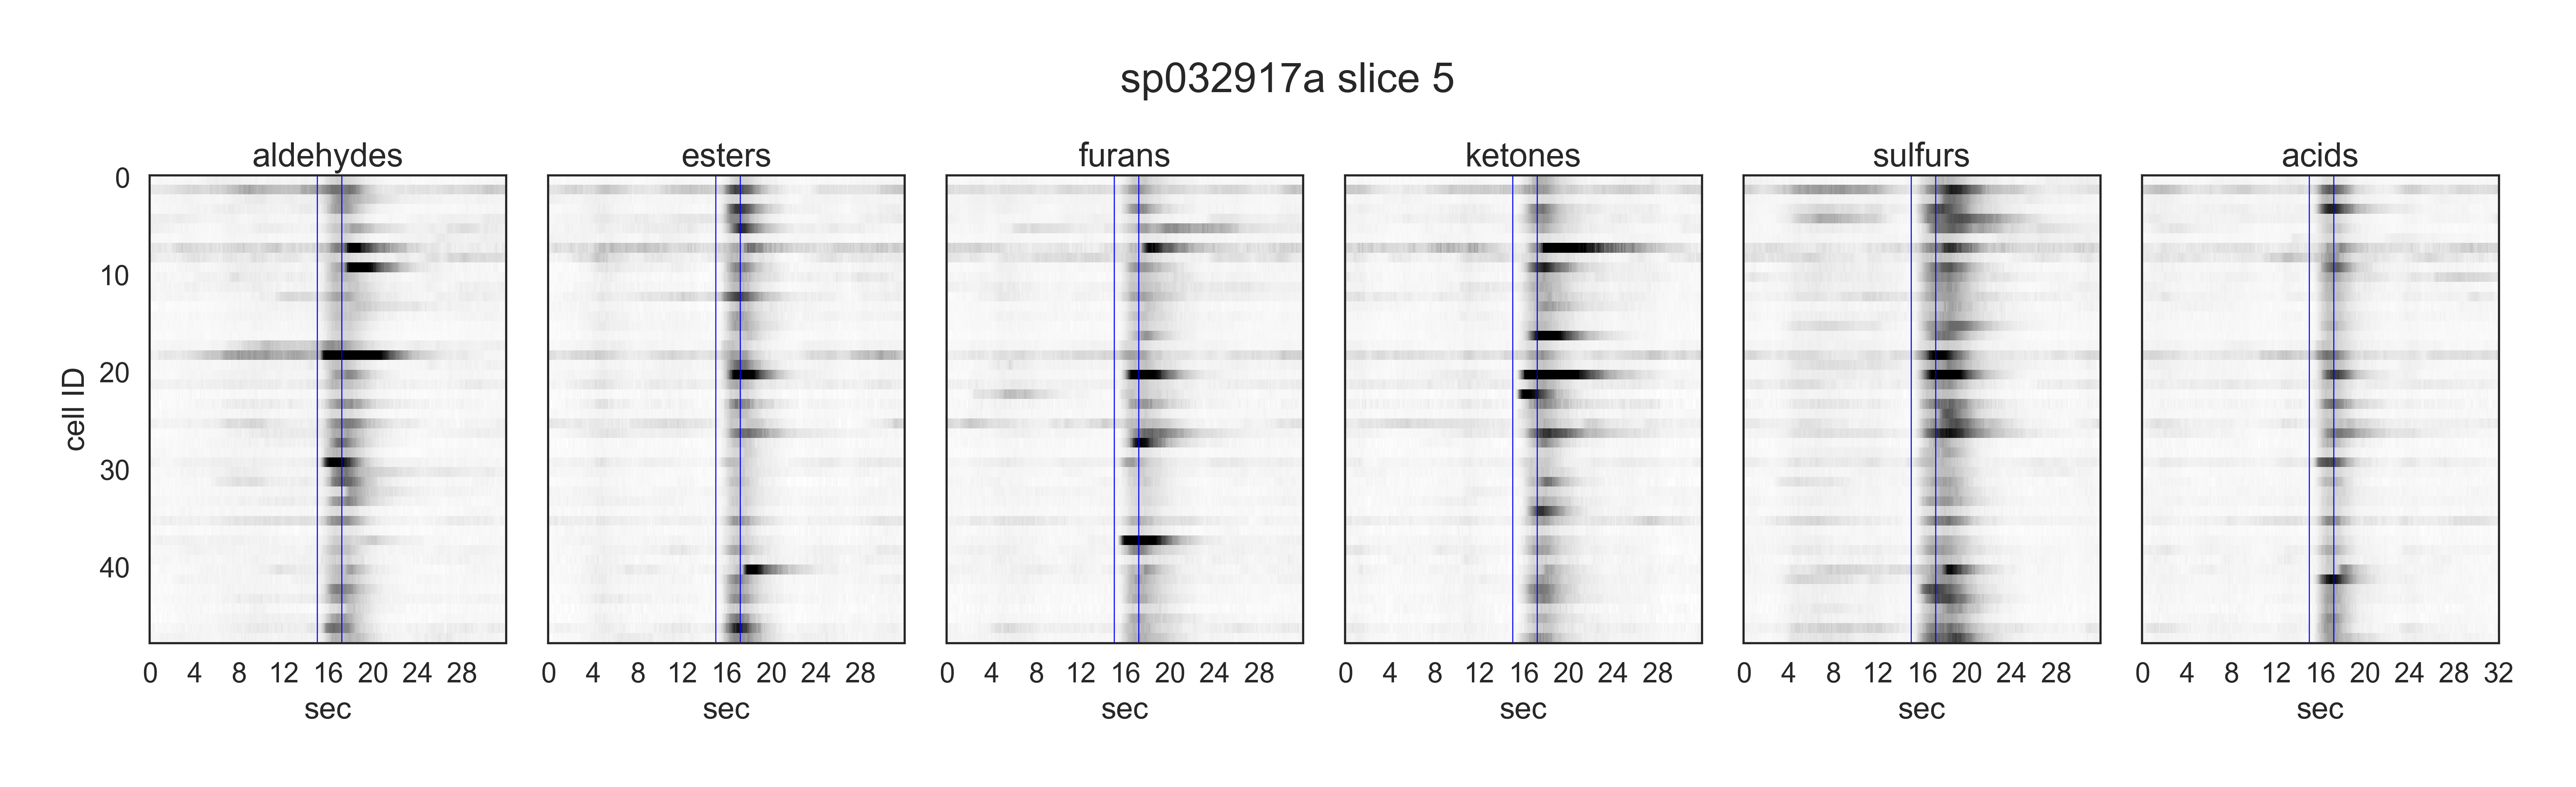 sp032917a slice 5
aldehydes esters furans ketones sulfurs acids
0
10
20
30
40
cell ID
0 4 8 12 16 20 24 28 0 4 8 12 16 20 24 28 0 4 8 12 16 20 24 28 0 4 8 12 16 20 24 28 0 4 8 12 16 20 24 28 0 4 8 12 16 20 24 28 32
sec sec sec sec sec sec